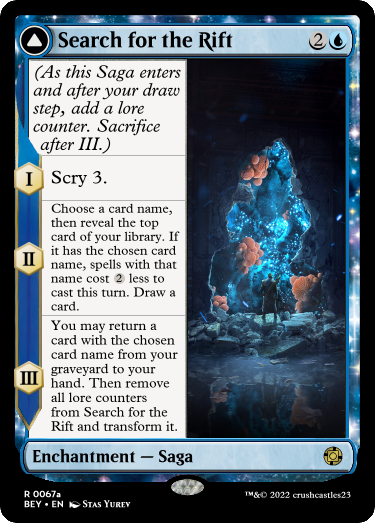 Search for the Rift 2
(As this Saga enters
and after your draw
step, add a lore
counter. Sacrifice
after III.)
I Scry 3.
Choose a card name,
then reveal the top
card of your library. If
it has the chosen card
II name, spells with that
name cost 2 less to
cast this turn. Draw a
card.
You may return a
card with the chosen
card name from your
graveyard to your
III hand. Then remove
all lore counters
from Search for the
Rift and transform it.
Enchantment — Saga
R 0067a
BEY • EN Stas Yurev
™&© 2022 crushcastles23